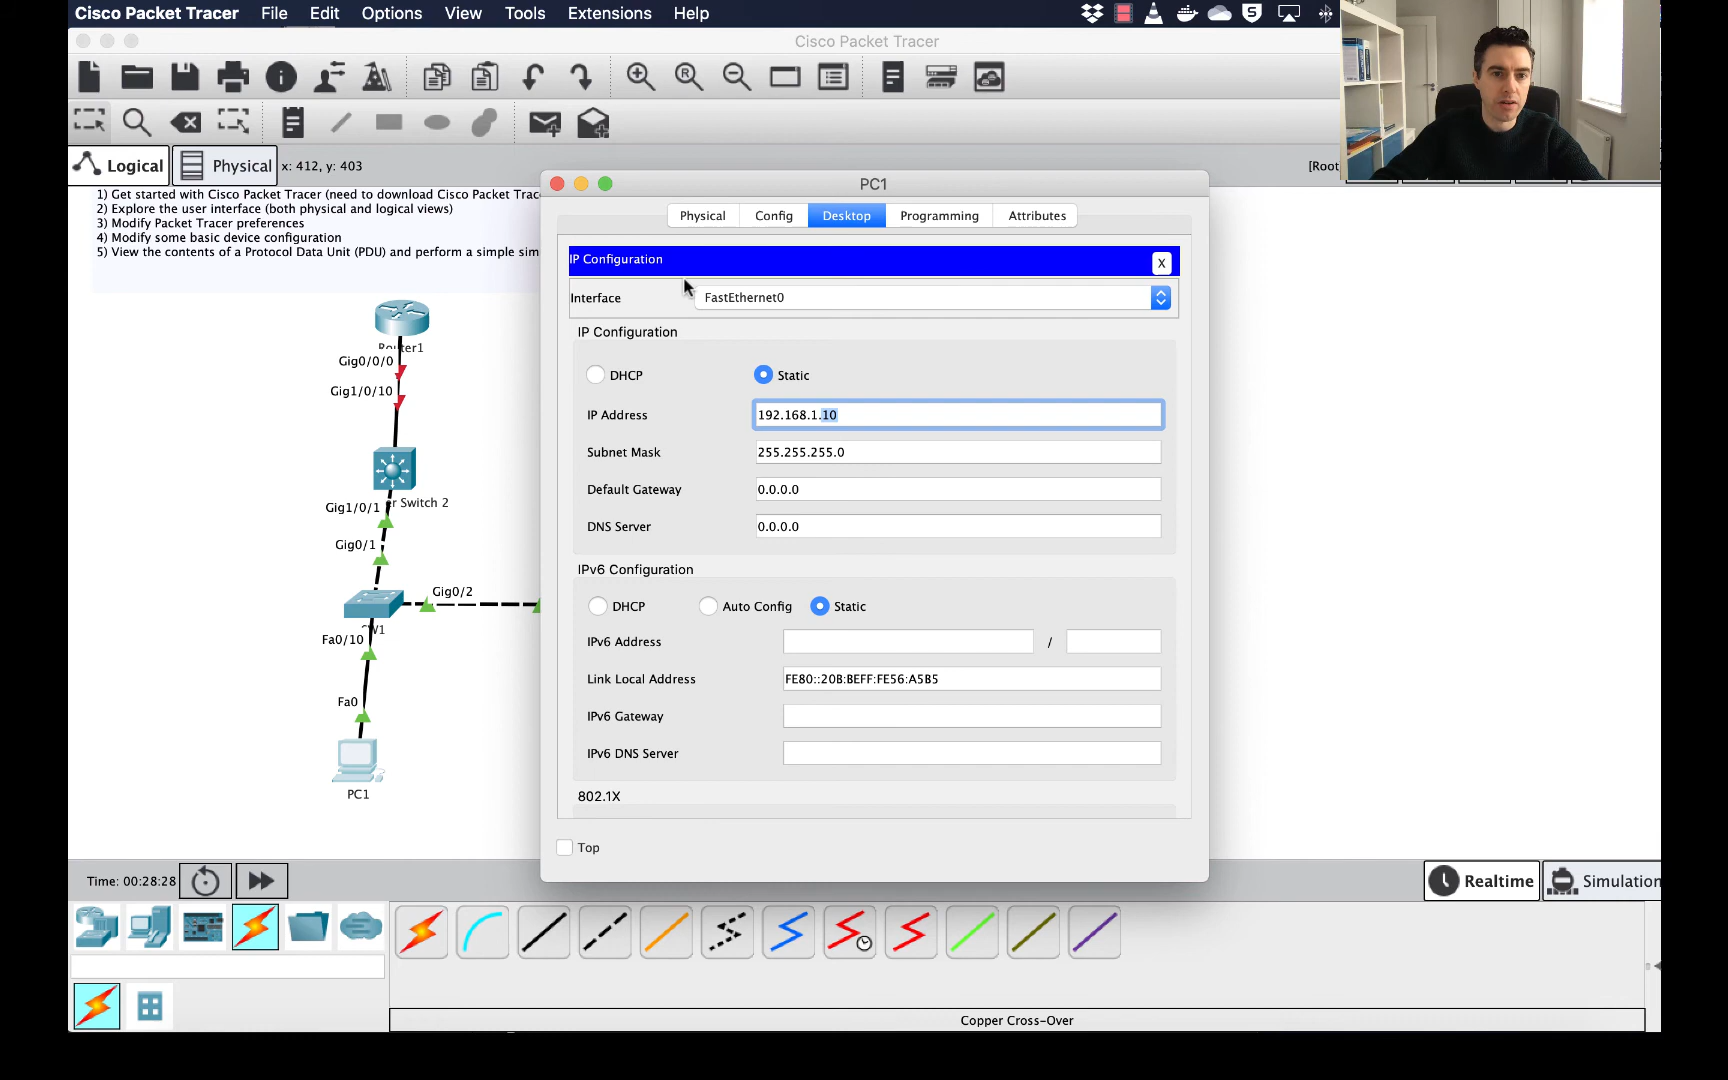 Cisco Packet Tracer File Edit Options View Tools Extensions Help
Cisco Packet Tracer
Logical Physical x: 412, y: 403 [Root
1) Get started with Cisco Packet Tracer (need to download Cisco Packet Trac
2) Explore the user interface (both physical and logical views)
3) Modify Packet Tracer preferences
4) Modify some basic device configuration
5) View the contents of a Protocol Data Unit (PDU) and perform a simple sim
Router1
Gig0/0/0
Gig1/0/10
er Switch 2
Gig1/0/1
Gig0/1
Gig0/2
Fa0/10
Fa0
PC1
PC1
Physical Config Desktop Programming Attributes
IP Configuration X
Interface FastEthernet0
IP Configuration
DHCP Static
IP Address 192.168.1.10
Subnet Mask 255.255.255.0
Default Gateway 0.0.0.0
DNS Server 0.0.0.0
IPv6 Configuration
DHCP Auto Config Static
IPv6 Address /
Link Local Address FE80::20B:BEFF:FE56:A5B5
IPv6 Gateway
IPv6 DNS Server
802.1X
Top
Time: 00:28:28 Realtime Simulation
Copper Cross-Over